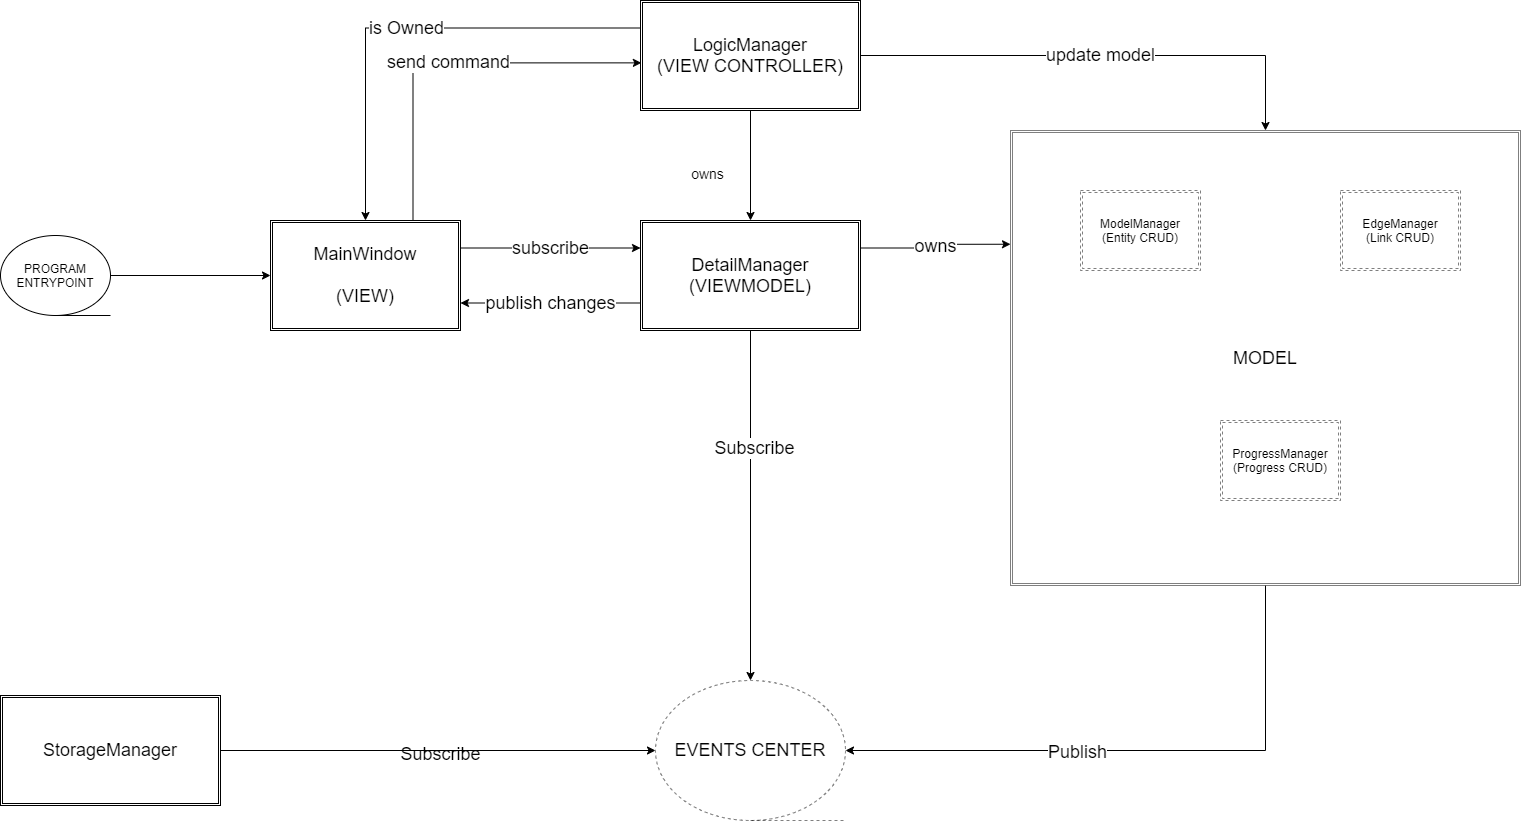 is Owned
send command
LogicManager
(VIEW CONTROLLER)
update model
owns
PROGRAM
ENTRYPOINT
MainWindow
(VIEW)
subscribe
publish changes
DetailManager
(VIEWMODEL)
owns
ModelManager
(Entity CRUD)
EdgeManager
(Link CRUD)
MODEL
ProgressManager
(Progress CRUD)
Subscribe
StorageManager
Subscribe
EVENTS CENTER
Publish